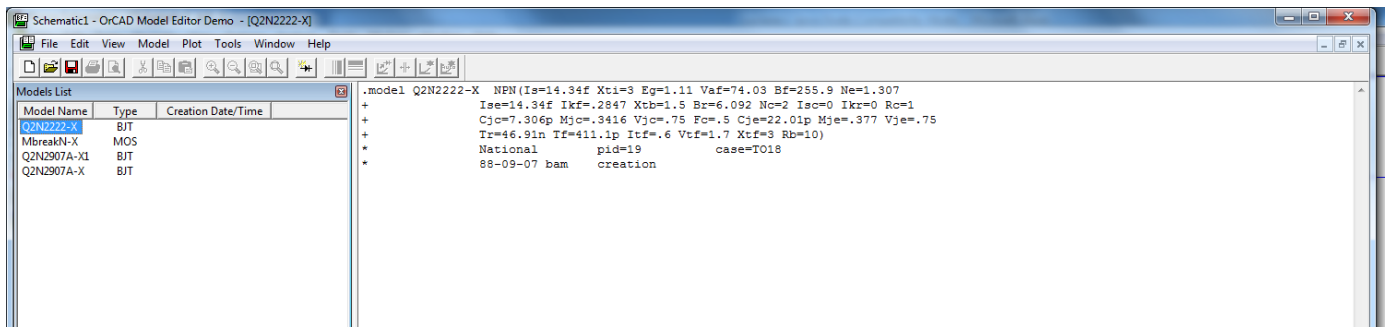 Schematic1 - OrCAD Model Editor Demo - [Q2N2222-X]
File Edit View Model Plot Tools Window Help
Models List
Model Name Type Creation Date/Time
Q2N2222-X BJT
MbreakN-X MOS
Q2N2907A-X1 BJT
Q2N2907A-X BJT
.model Q2N2222-X NPN(Is=14.34f Xti=3 Eg=1.11 Vaf=74.03 Bf=255.9 Ne=1.307
+ Ise=14.34f Ikf=.2847 Xtb=1.5 Br=6.092 Nc=2 Isc=0 Ikr=0 Rc=1
+ Cjc=7.306p Mjc=.3416 Vjc=.75 Fc=.5 Cje=22.01p Mje=.377 Vje=.75
+ Tr=46.91n Tf=411.1p Itf=.6 Vtf=1.7 Xtf=3 Rb=10)
* National pid=19 case=TO18
* 88-09-07 bam creation